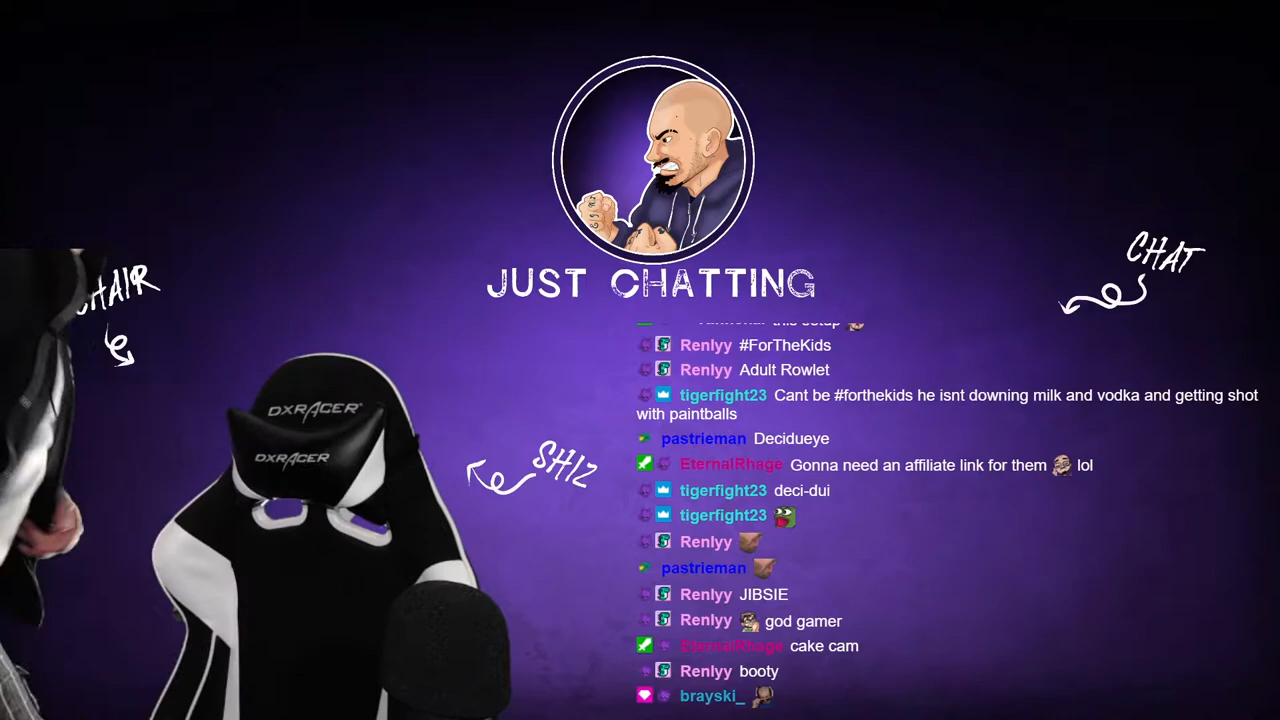 JUST CHATTING
CHAT
DXRACER
DXRACER
SHIZ
this setup
Renlyy #ForTheKids
Renlyy Adult Rowlet
tigerfight23 Cant be #forthekids he isnt downing milk and vodka and getting shot
with paintballs
pastrieman Decidueye
EternalRhage Gonna need an affiliate link for them lol
tigerfight23 deci-dui
tigerfight23
Renlyy
pastrieman
Renlyy JIBSIE
Renlyy god gamer
EternalRhage cake cam
Renlyy booty
brayski_